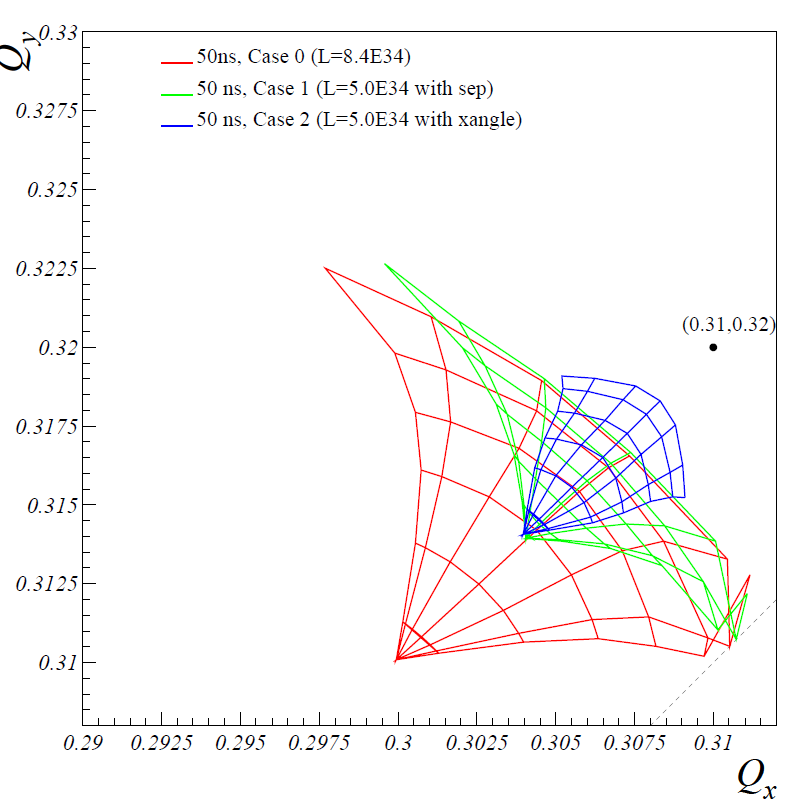 Q_y
0.33
50ns, Case 0 (L=8.4E34)
50 ns, Case 1 (L=5.0E34 with sep)
50 ns, Case 2 (L=5.0E34 with xangle)
0.3275
0.325
0.3225
(0.31,0.32)
0.32
0.3175
0.315
0.3125
0.31
0.29 0.2925 0.295 0.2975 0.3 0.3025 0.305 0.3075 0.31
Q_x